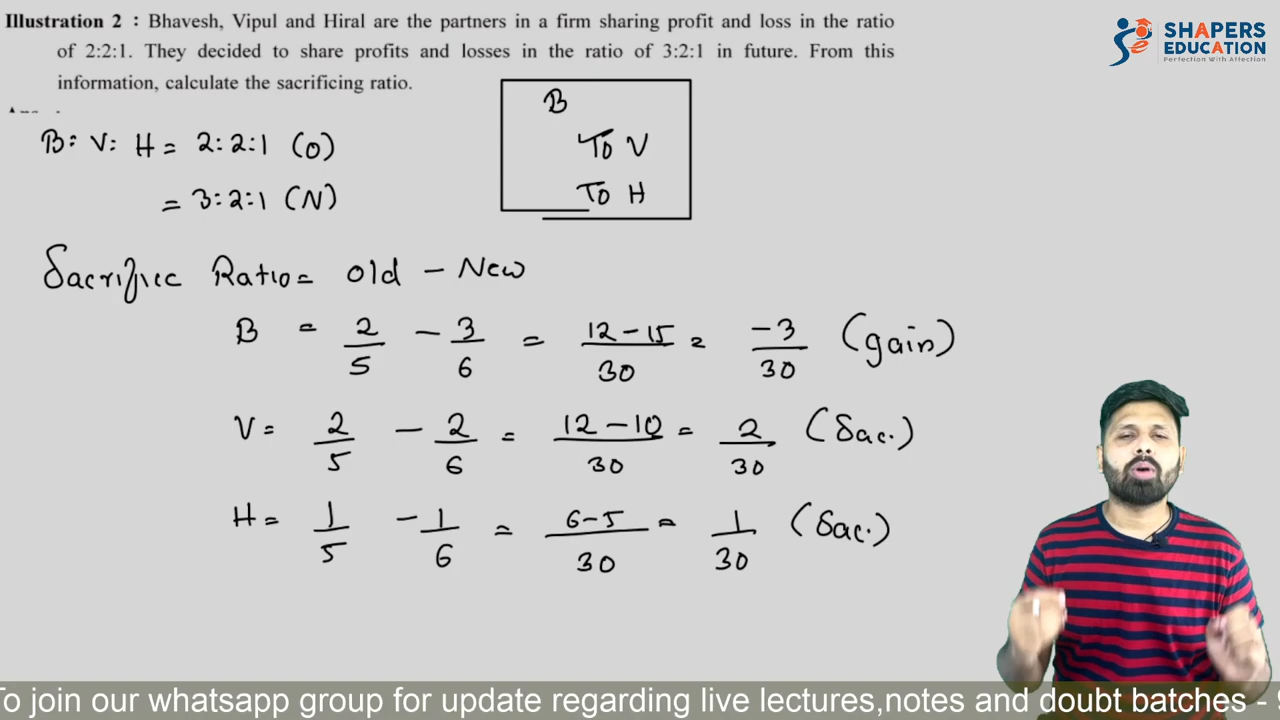 Illustration 2 : Bhavesh, Vipul and Hiral are the partners in a firm sharing profit and loss in the ratio
of 2:2:1. They decided to share profits and losses in the ratio of 3:2:1 in future. From this
information, calculate the sacrificing ratio.
SHAPERS
EDUCATION
Perfection With Affection
B: V: H = 2:2:1 (O)
= 3:2:1 (N)
B
To V
To H
Sacrific Ratio = Old - New
B = 2/5 - 3/6 = 12-15/30 = -3/30 (gain)
V = 2/5 - 2/6 = 12-10/30 = 2/30 (Sac.)
H = 1/5 - 1/6 = 6-5/30 = 1/30 (Sac.)
To join our whatsapp group for update regarding live lectures,notes and doubt batches -